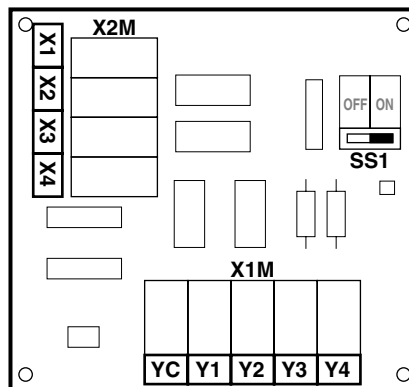 X2M
X1
X2
X3
X4
OFF ON
SS1
X1M
YC Y1 Y2 Y3 Y4